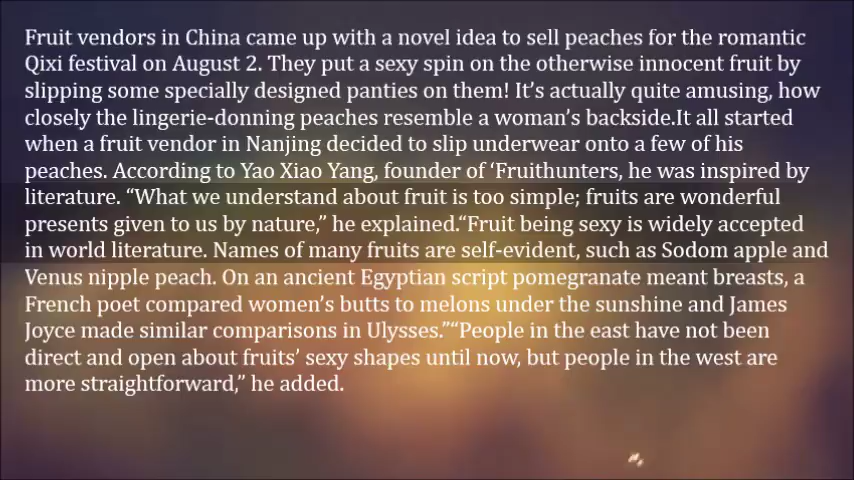 Fruit vendors in China came up with a novel idea to sell peaches for the romantic
Qixi festival on August 2. They put a sexy spin on the otherwise innocent fruit by
slipping some specially designed panties on them! It’s actually quite amusing, how
closely the lingerie-donning peaches resemble a woman’s backside.It all started
when a fruit vendor in Nanjing decided to slip underwear onto a few of his
peaches. According to Yao Xiao Yang, founder of ‘Fruithunters, he was inspired by
literature. “What we understand about fruit is too simple; fruits are wonderful
presents given to us by nature,” he explained.“Fruit being sexy is widely accepted
in world literature. Names of many fruits are self-evident, such as Sodom apple and
Venus nipple peach. On an ancient Egyptian script pomegranate meant breasts, a
French poet compared women’s butts to melons under the sunshine and James
Joyce made similar comparisons in Ulysses.”“People in the east have not been
direct and open about fruits’ sexy shapes until now, but people in the west are
more straightforward,” he added.